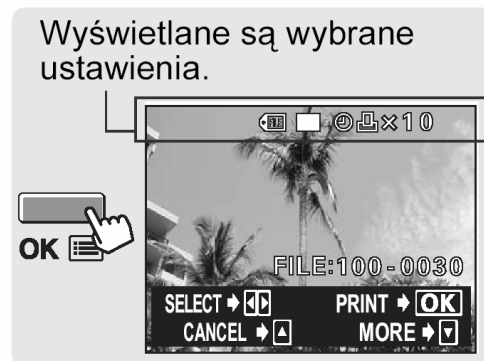 Wyświetlane są wybrane
ustawienia.
×10
OK
FILE:100-0030
SELECT PRINT OK
CANCEL MORE